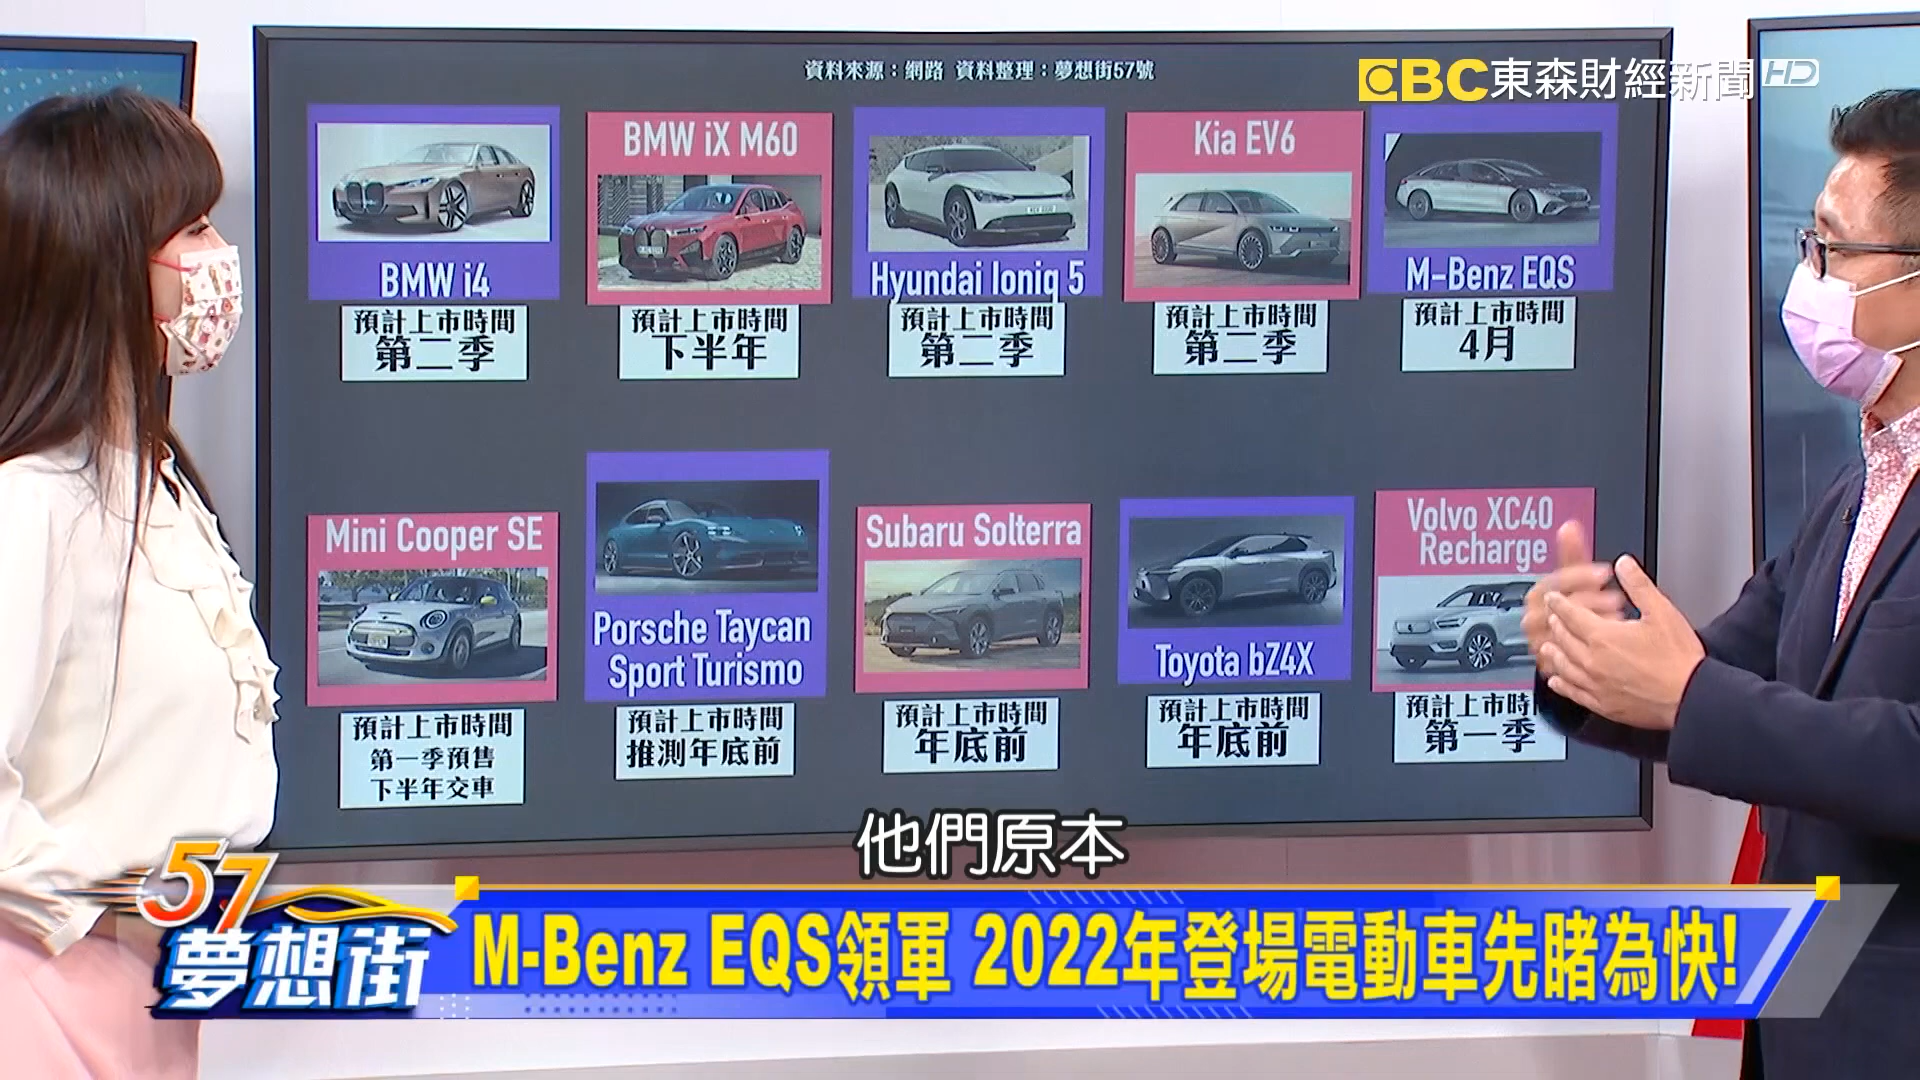 資料來源：網路 資料整理：夢想街57號
EBC 東森財經新聞 HD
BMW i4
預計上市時間
第二季
BMW iX M60
預計上市時間
下半年
Hyundai Ioniq 5
預計上市時間
第二季
Kia EV6
預計上市時間
第二季
M-Benz EQS
預計上市時間
4月
Mini Cooper SE
預計上市時間
第一季預售
下半年交車
Porsche Taycan
Sport Turismo
預計上市時間
推測年底前
Subaru Solterra
預計上市時間
年底前
Toyota bZ4X
預計上市時間
年底前
Volvo XC40
Recharge
預計上市時
第一季
他們原本
57
夢想街
M-Benz EQS領軍 2022年登場電動車先睹為快!